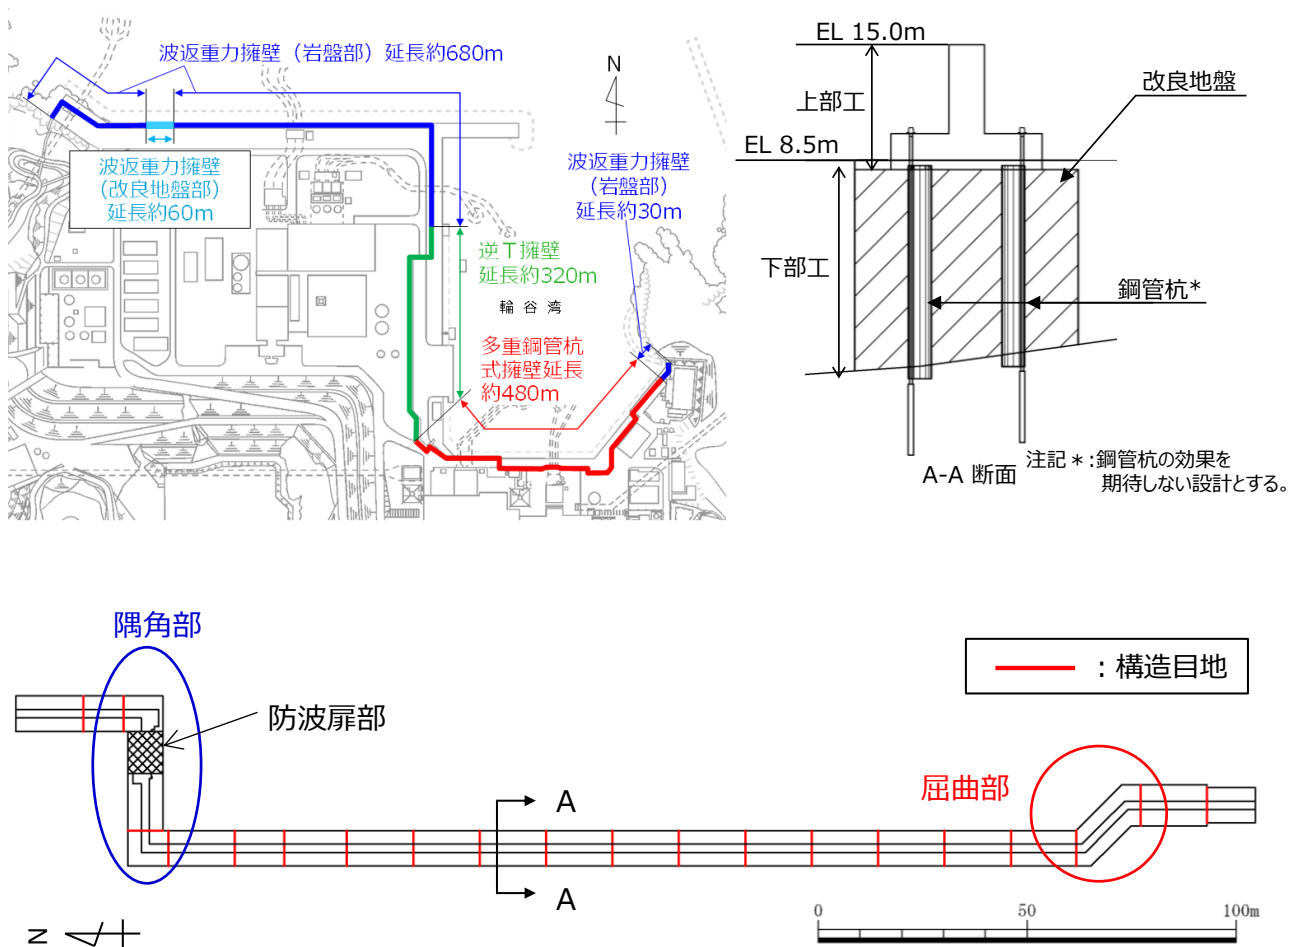 波返重力擁壁（岩盤部）延長約680m
N
波返重力擁壁
（改良地盤部）
延長約60m
波返重力擁壁
（岩盤部）
延長約30m
逆Ｔ擁壁
延長約320m
輪谷湾
多重鋼管杭
式擁壁延長
約480m
EL 15.0m
上部工
改良地盤
EL 8.5m
下部工
鋼管杭*
A-A 断面
注記＊:鋼管杭の効果を
期待しない設計とする。
隅角部
防波扉部
：構造目地
屈曲部
A
A
N
0 50 100m